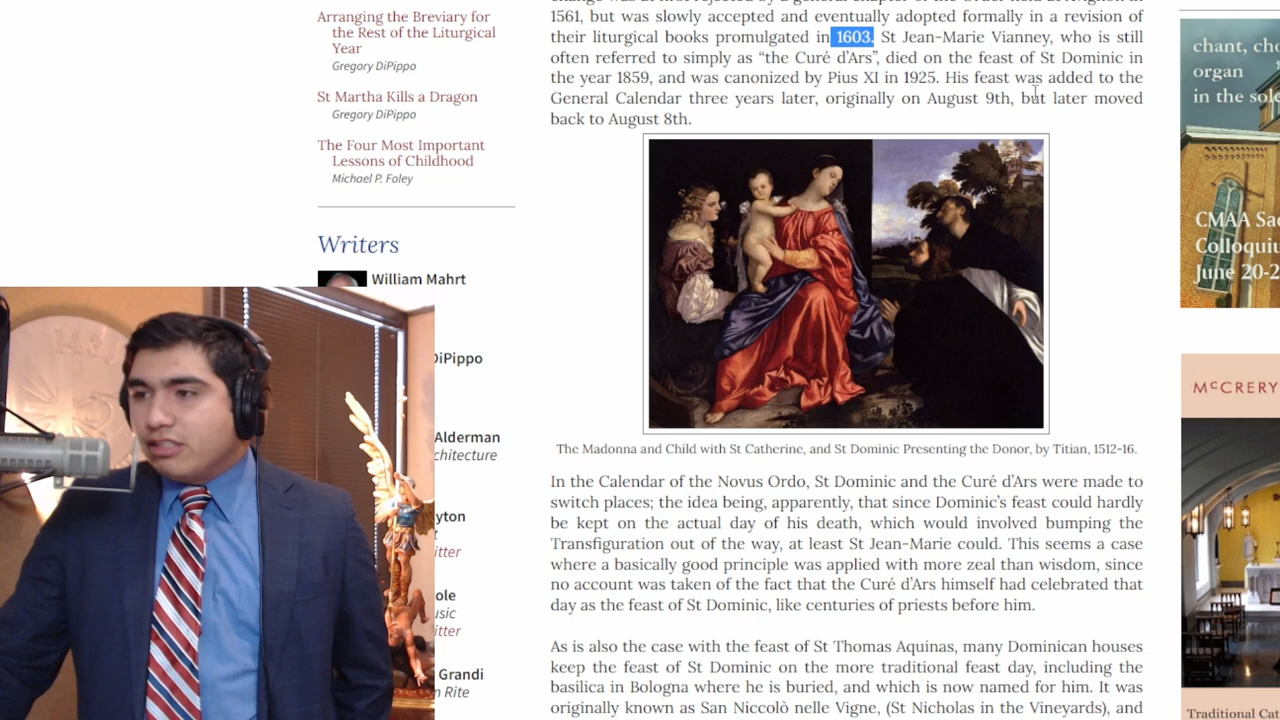 Arranging the Breviary for
the Rest of the Liturgical
Year
Gregory DiPippo
St Martha Kills a Dragon
Gregory DiPippo
The Four Most Important
Lessons of Childhood
Michael P. Foley
Writers
William Mahrt
DiPippo
Alderman
chitecture
yton
t
itter
ole
usic
itter
Grandi
n Rite
1561, but was slowly accepted and eventually adopted formally in a revision of
their liturgical books promulgated in 1603. St Jean-Marie Vianney, who is still
often referred to simply as “the Curé d’Ars”, died on the feast of St Dominic in
the year 1859, and was canonized by Pius XI in 1925. His feast was added to the
General Calendar three years later, originally on August 9th, but later moved
back to August 8th.
The Madonna and Child with St Catherine, and St Dominic Presenting the Donor, by Titian, 1512-16.
In the Calendar of the Novus Ordo, St Dominic and the Curé d’Ars were made to
switch places; the idea being, apparently, that since Dominic’s feast could hardly
be kept on the actual day of his death, which would involved bumping the
Transfiguration out of the way, at least St Jean-Marie could. This seems a case
where a basically good principle was applied with more zeal than wisdom, since
no account was taken of the fact that the Curé d’Ars himself had celebrated that
day as the feast of St Dominic, like centuries of priests before him.
As is also the case with the feast of St Thomas Aquinas, many Dominican houses
keep the feast of St Dominic on the more traditional feast day, including the
basilica in Bologna where he is buried, and which is now named for him. It was
originally known as San Niccolò nelle Vigne, (St Nicholas in the Vineyards), and
chant, cho
organ
in the sole
CMAA Sac
Colloquiu
June 20-2
McCRERY
Traditional Cat
1430